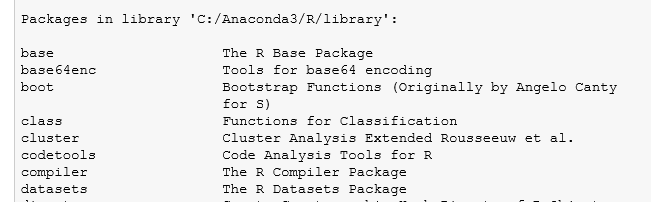 Packages in library 'C:/Anaconda3/R/library':
base The R Base Package
base64enc Tools for base64 encoding
boot Bootstrap Functions (Originally by Angelo Canty
for S)
class Functions for Classification
cluster Cluster Analysis Extended Rousseeuw et al.
codetools Code Analysis Tools for R
compiler The R Compiler Package
datasets The R Datasets Package